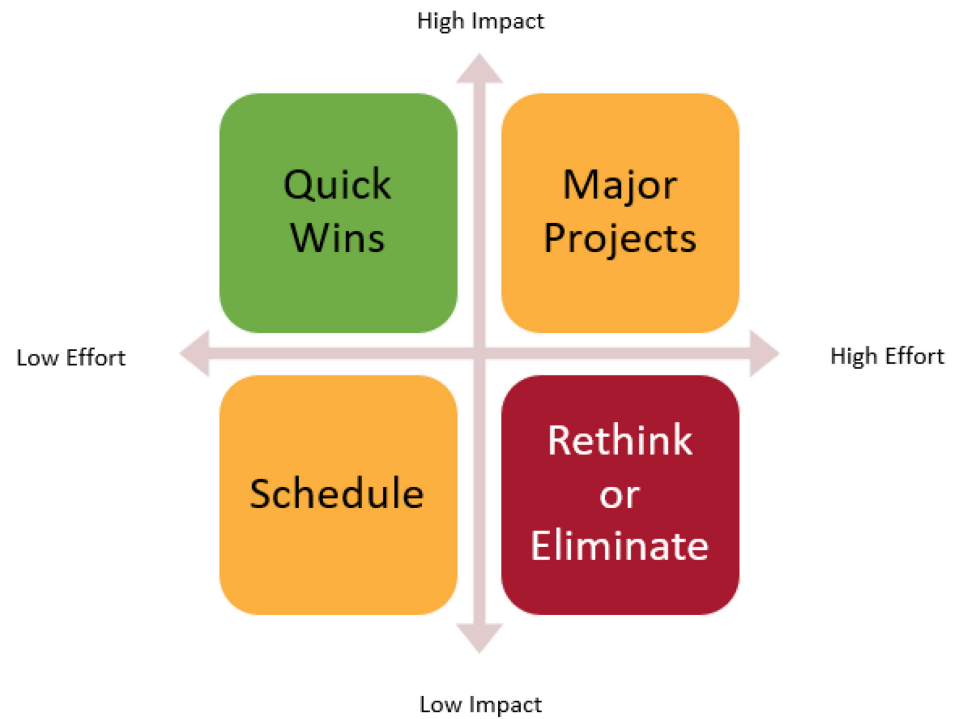 High Impact
Quick
Wins
Major
Projects
Low Effort
High Effort
Schedule
Rethink
or
Eliminate
Low Impact